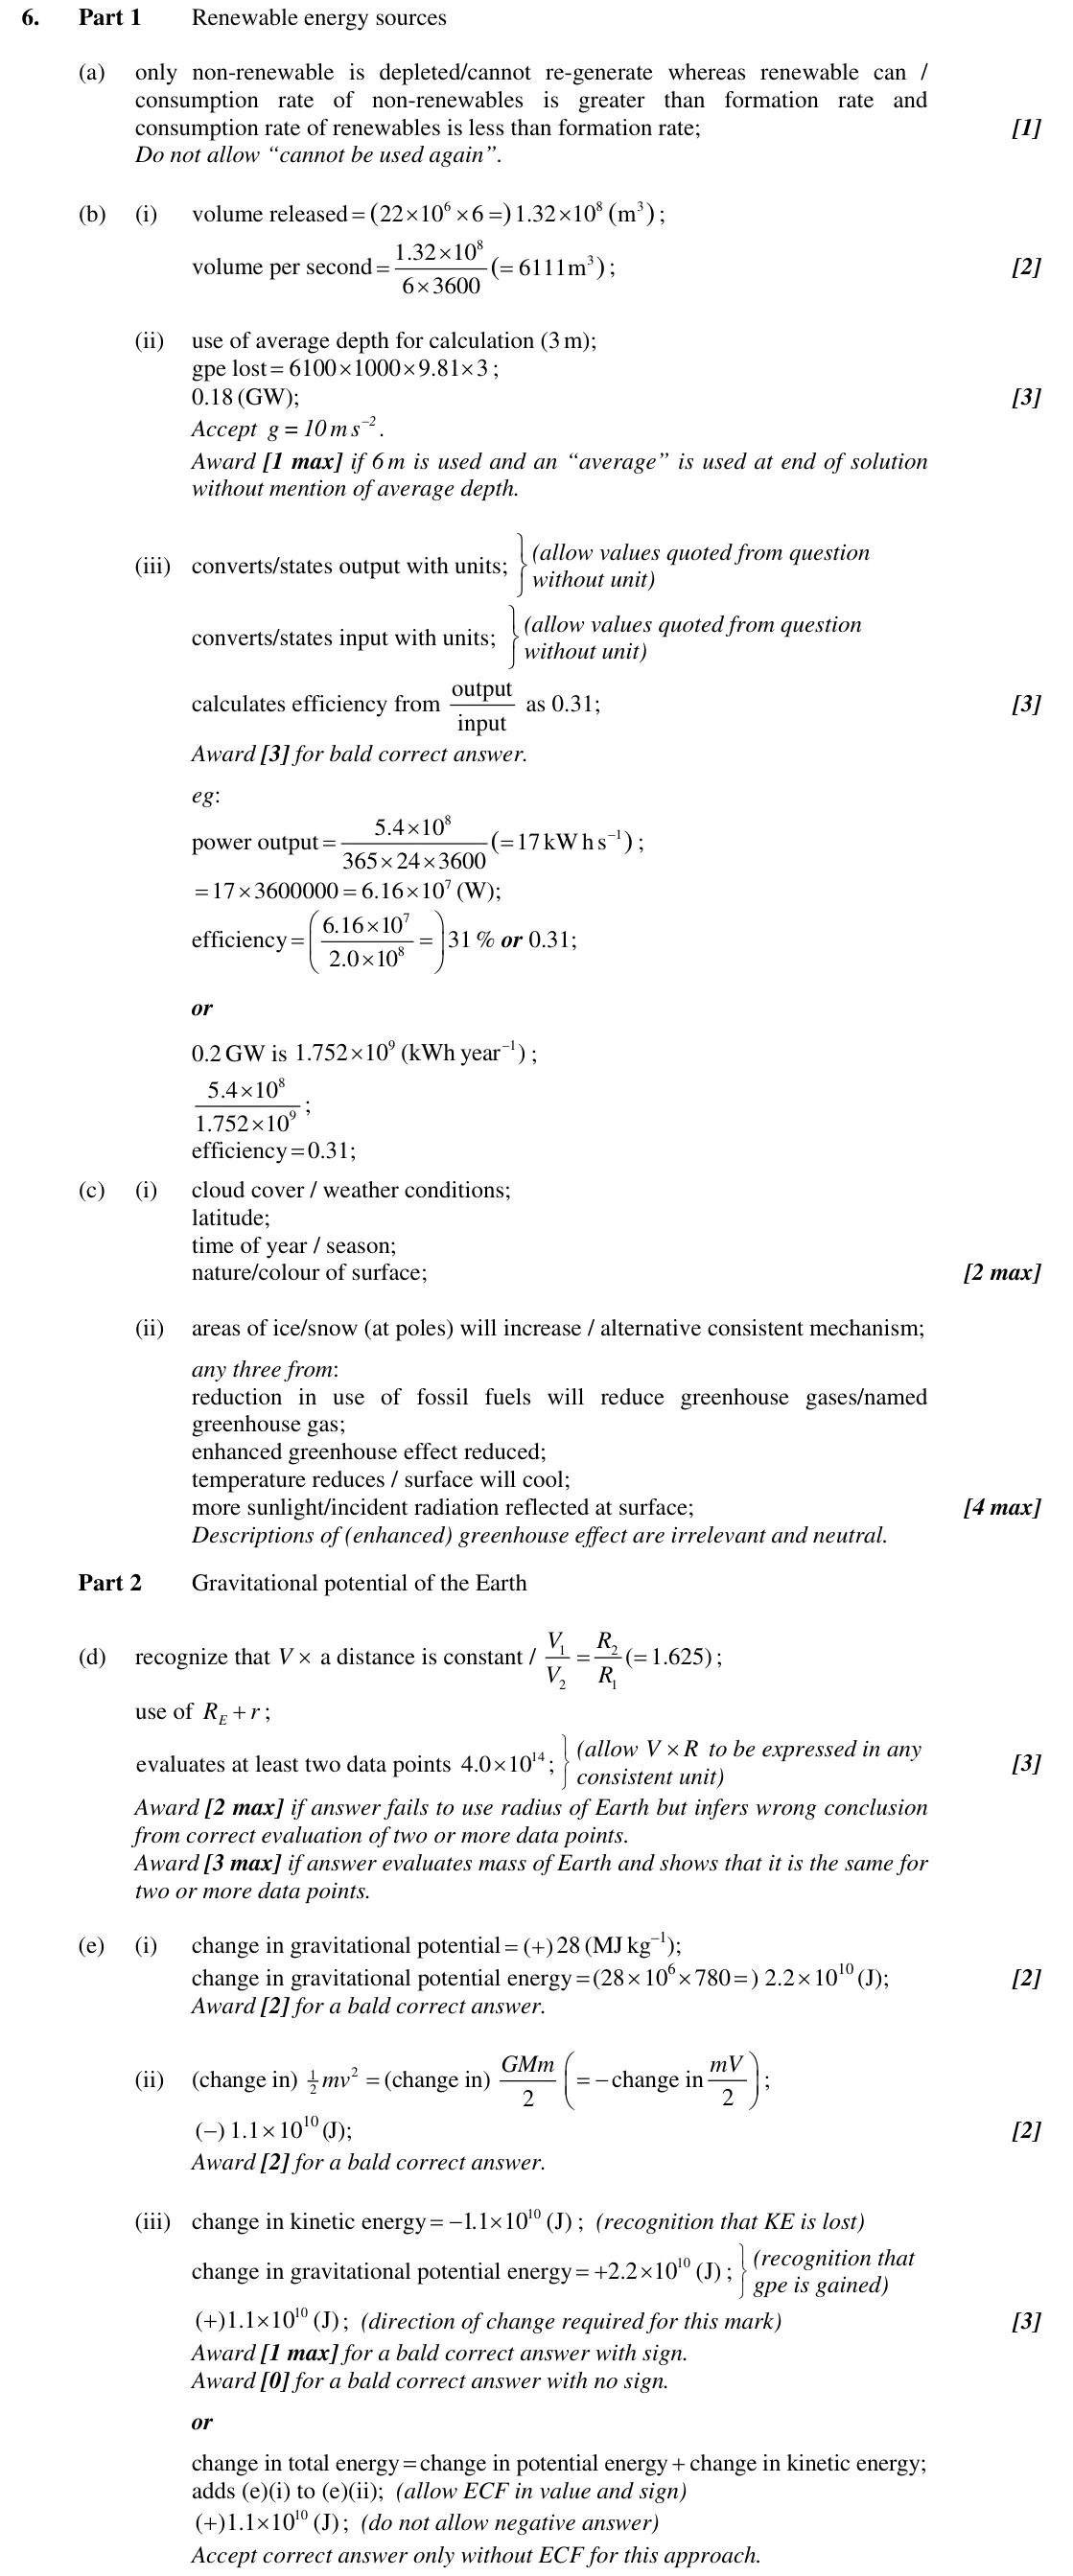 6. Part 1 Renewable energy sources
(a) only non-renewable is depleted/cannot re-generate whereas renewable can /
consumption rate of non-renewables is greater than formation rate and
consumption rate of renewables is less than formation rate; [1]
Do not allow “cannot be used again”.
(b) (i) volume released = (22×10⁶ ×6 =) 1.32×10⁸ (m³) ;
volume per second = 1.32×10⁸ / 6×3600 (= 6111m³) ; [2]
(ii) use of average depth for calculation (3 m);
gpe lost = 6100×1000×9.81×3 ;
0.18 (GW); [3]
Accept g = 10 m s⁻² .
Award [1 max] if 6 m is used and an “average” is used at end of solution
without mention of average depth.
(iii) converts/states output with units; } (allow values quoted from question
without unit)
converts/states input with units; } (allow values quoted from question
without unit)
calculates efficiency from output / input as 0.31; [3]
Award [3] for bald correct answer.
eg:
power output = 5.4×10⁸ / 365×24×3600 (= 17 kW h s⁻¹) ;
= 17×3600000 = 6.16×10⁷ (W);
efficiency = (6.16×10⁷ / 2.0×10⁸ =) 31 % or 0.31;
or
0.2 GW is 1.752×10⁹ (kWh year⁻¹) ;
5.4×10⁸ / 1.752×10⁹ ;
efficiency = 0.31;
(c) (i) cloud cover / weather conditions;
latitude;
time of year / season;
nature/colour of surface; [2 max]
(ii) areas of ice/snow (at poles) will increase / alternative consistent mechanism;
any three from:
reduction in use of fossil fuels will reduce greenhouse gases/named
greenhouse gas;
enhanced greenhouse effect reduced;
temperature reduces / surface will cool;
more sunlight/incident radiation reflected at surface; [4 max]
Descriptions of (enhanced) greenhouse effect are irrelevant and neutral.
Part 2 Gravitational potential of the Earth
(d) recognize that V × a distance is constant / V₁/V₂ = R₂/R₁ (= 1.625) ;
use of R_E + r ;
evaluates at least two data points 4.0×10¹⁴ ; } (allow V × R to be expressed in any
consistent unit) [3]
Award [2 max] if answer fails to use radius of Earth but infers wrong conclusion
from correct evaluation of two or more data points.
Award [3 max] if answer evaluates mass of Earth and shows that it is the same for
two or more data points.
(e) (i) change in gravitational potential = (+) 28 (MJ kg⁻¹);
change in gravitational potential energy = (28×10⁶ ×780 =) 2.2×10¹⁰ (J); [2]
Award [2] for a bald correct answer.
(ii) (change in) ½mv² = (change in) GMm / 2 (= − change in mV / 2) ;
(−) 1.1×10¹⁰ (J); [2]
Award [2] for a bald correct answer.
(iii) change in kinetic energy = −1.1×10¹⁰ (J) ; (recognition that KE is lost)
change in gravitational potential energy = +2.2×10¹⁰ (J) ; } (recognition that
gpe is gained)
(+)1.1×10¹⁰ (J) ; (direction of change required for this mark) [3]
Award [1 max] for a bald correct answer with sign.
Award [0] for a bald correct answer with no sign.
or
change in total energy = change in potential energy + change in kinetic energy;
adds (e)(i) to (e)(ii); (allow ECF in value and sign)
(+)1.1×10¹⁰ (J) ; (do not allow negative answer)
Accept correct answer only without ECF for this approach.